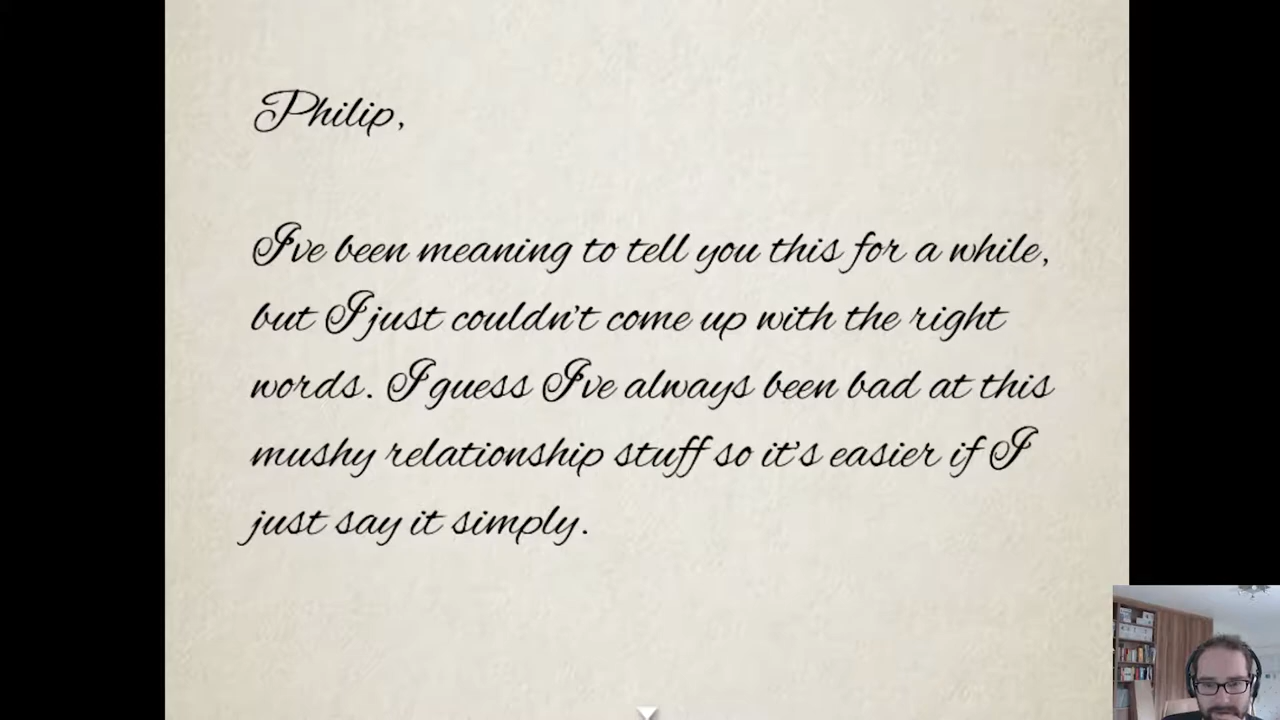 Philip,
I've been meaning to tell you this for a while,
but I just couldn't come up with the right
words. I guess I've always been bad at this
mushy relationship stuff so it's easier if I
just say it simply.